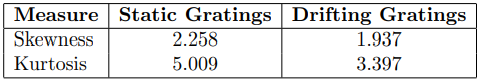 Measure Static Gratings Drifting Gratings
Skewness 2.258 1.937
Kurtosis 5.009 3.397